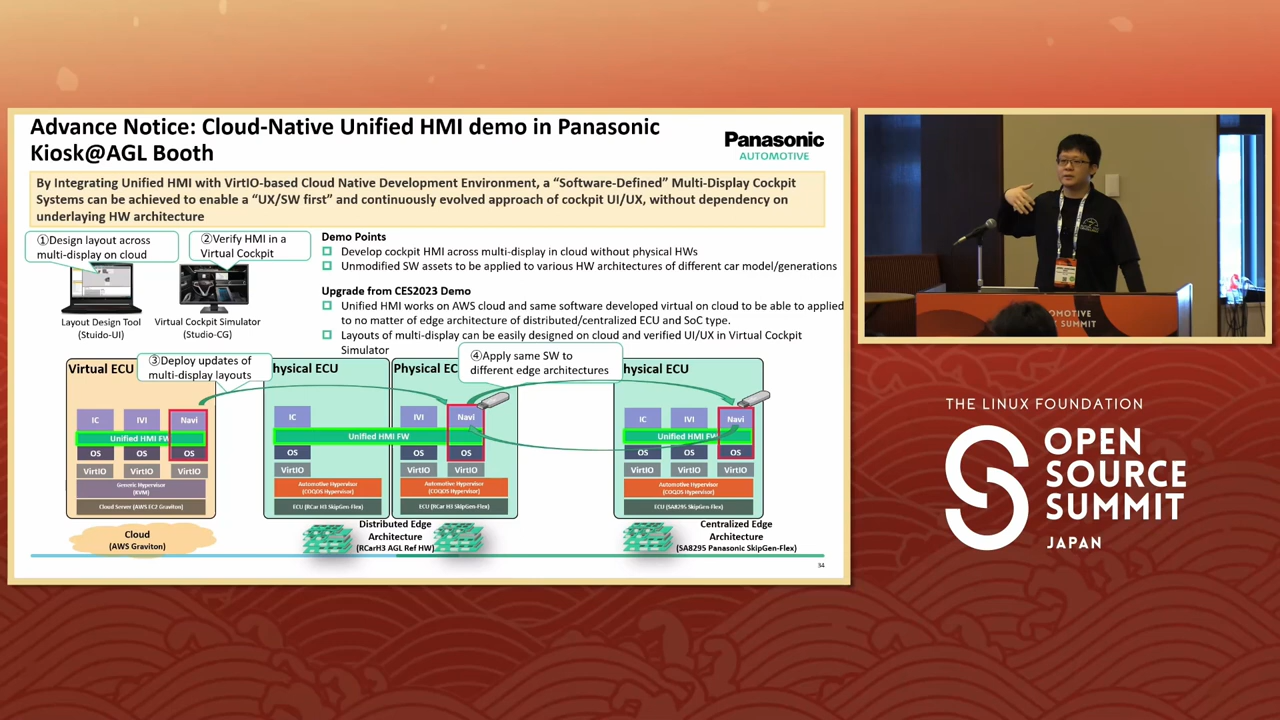 Advance Notice: Cloud-Native Unified HMI demo in Panasonic
Kiosk@AGL Booth
Panasonic
AUTOMOTIVE
By Integrating Unified HMI with VirtIO-based Cloud Native Development Environment, a “Software-Defined” Multi-Display Cockpit
Systems can be achieved to enable a “UX/SW first” and continuously evolved approach of cockpit UI/UX, without dependency on
underlaying HW architecture
①Design layout across
multi-display on cloud
②Verify HMI in a
Virtual Cockpit
Layout Design Tool
(Stuido-UI)
Virtual Cockpit Simulator
(Studio-CG)
Demo Points
Develop cockpit HMI across multi-display in cloud without physical HWs
Unmodified SW assets to be applied to various HW architectures of different car model/generations
Upgrade from CES2023 Demo
Unified HMI works on AWS cloud and same software developed virtual on cloud to be able to applied
to no matter of edge architecture of distributed/centralized ECU and SoC type.
Layouts of multi-display can be easily designed on cloud and verified UI/UX in Virtual Cockpit
Simulator
③Deploy updates of
multi-display layouts
④Apply same SW to
different edge architectures
Virtual ECU
IC IVI Navi
Unified HMI FW
OS OS OS
VirtIO VirtIO VirtIO
Generic Hypervisor
(KVM)
Cloud Server (AWS EC2 Graviton)
Cloud
(AWS Graviton)
hysical ECU
IC
Unified HMI FW
OS
VirtIO
Automotive Hypervisor
(COQOS Hypervisor)
ECU (RCar H3 SkipGen-Flex)
Physical EC
IVI Navi
OS OS
VirtIO VirtIO
Automotive Hypervisor
(COQOS Hypervisor)
ECU (RCar H3 SkipGen-Flex)
Distributed Edge
Architecture
(RCarH3 AGL Ref HW)
hysical ECU
IC IVI Navi
Unified HMI FW
OS OS OS
VirtIO VirtIO VirtIO
Automotive Hypervisor
(COQOS Hypervisor)
ECU (SA8295 SkipGen-Flex)
Centralized Edge
Architecture
(SA8295 Panasonic SkipGen-Flex)
34
OMOTIVE
SUMMIT
THE LINUX FOUNDATION
OPEN
SOURCE
SUMMIT
JAPAN